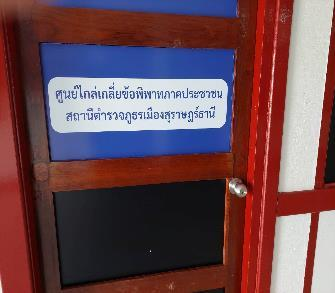 ศูนย์ไกล่เกลี่ยข้อพิพาทภาคประชาชน
สถานีตำรวจภูธรเมืองสุราษฎร์ธานี